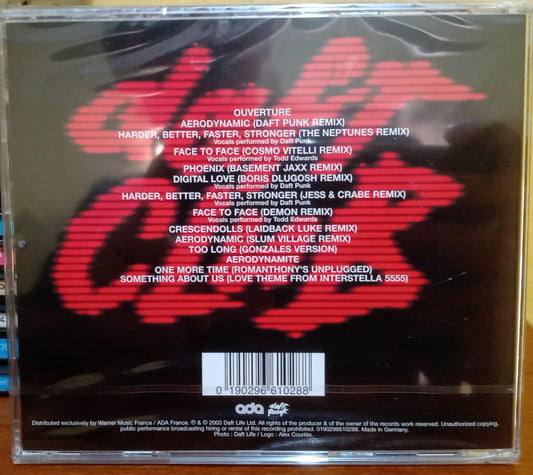 daft
CLUB
OUVERTURE
AERODYNAMIC (DAFT PUNK REMIX)
HARDER, BETTER, FASTER, STRONGER (THE NEPTUNES REMIX)
Vocals performed by Daft Punk
FACE TO FACE (COSMO VITELLI REMIX)
Vocals performed by Todd Edwards
PHOENIX (BASEMENT JAXX REMIX)
DIGITAL LOVE (BORIS DLUGOSH REMIX)
Vocals performed by Daft Punk
HARDER, BETTER, FASTER, STRONGER (JESS & CRABE REMIX)
Vocals performed by Daft Punk
FACE TO FACE (DEMON REMIX)
Vocals performed by Todd Edwards
CRESCENDOLLS (LAIDBACK LUKE REMIX)
AERODYNAMIC (SLUM VILLAGE REMIX)
TOO LONG (GONZALES VERSION)
AERODYNAMITE
ONE MORE TIME (ROMANTHONY'S UNPLUGGED)
SOMETHING ABOUT US (LOVE THEME FROM INTERSTELLA 5555)
0 190296 610288
ada daft Punk
Distributed exclusively by Warner Music France / ADA France. ℗ & © 2003 Daft Life Ltd. All rights of the producer & of the owner of the records work reserved. Unauthorized copying,
public performance broadcasting hiring or rental of this recording prohibited. 0190296610288. Made in Germany.
Photo : Daft Life / Logo : Alex Courtès.